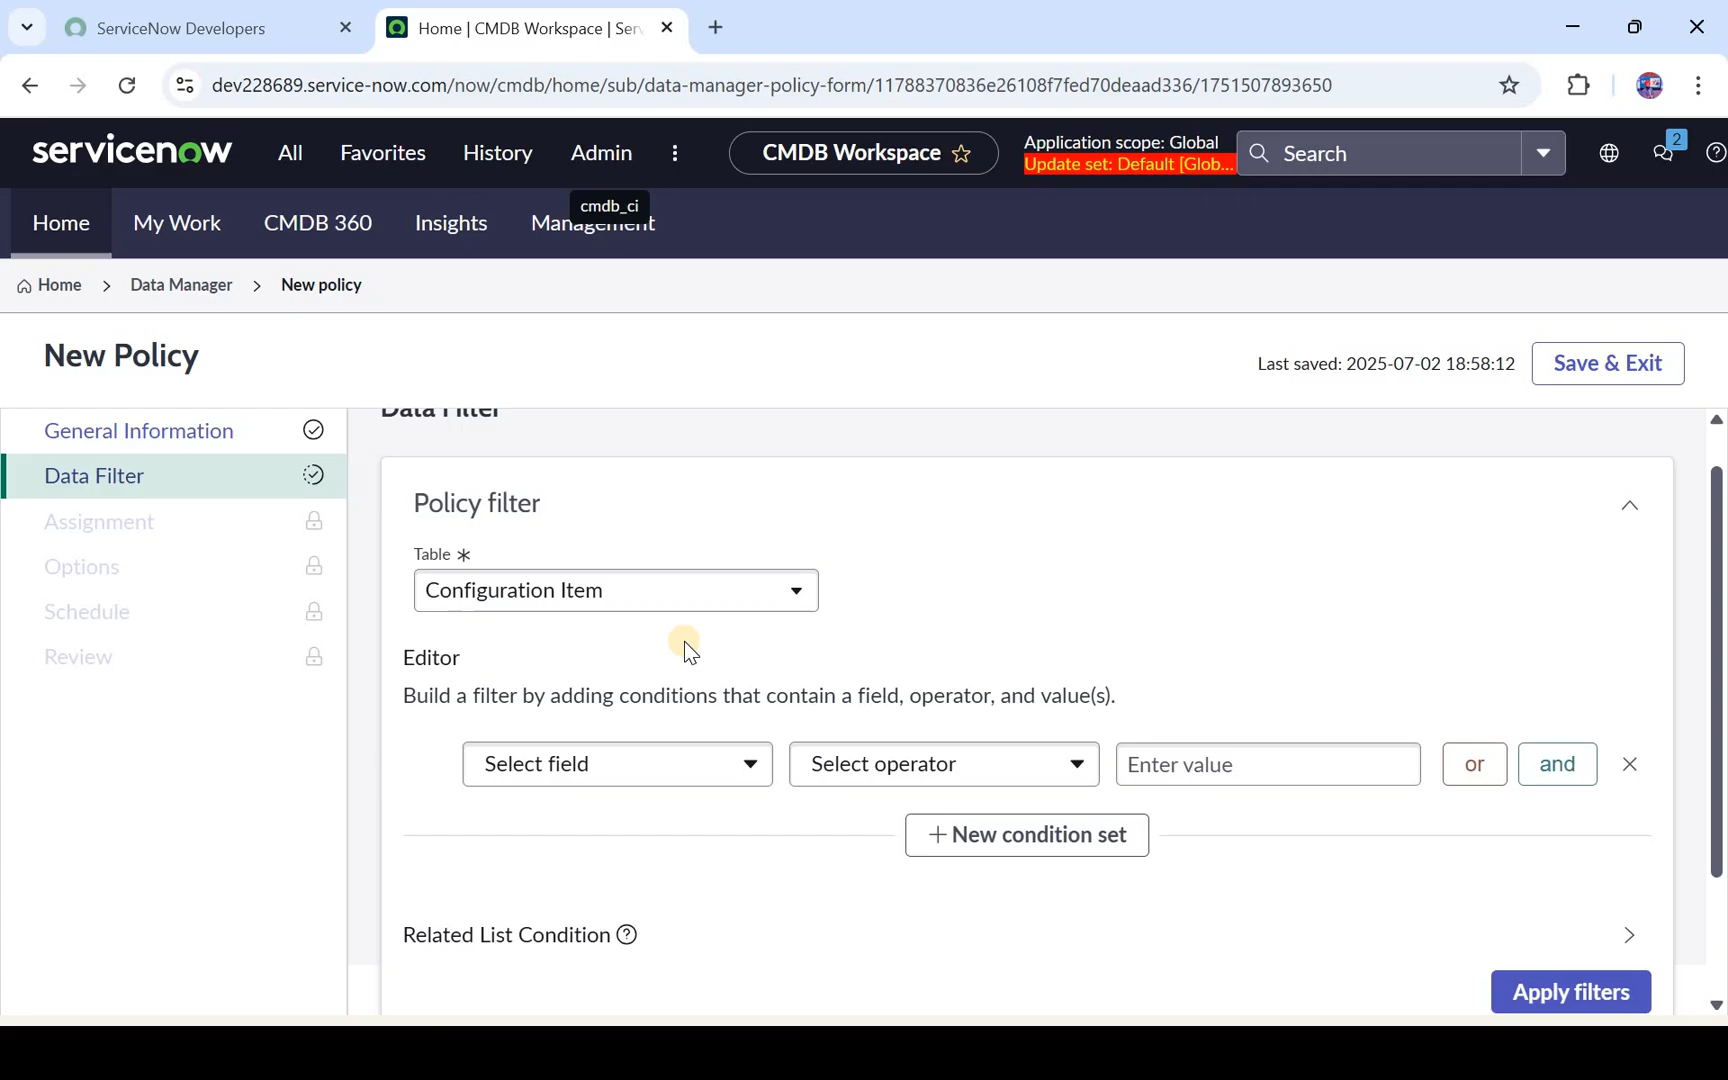 ServiceNow Developers
Home | CMDB Workspace | Ser
dev228689.service-now.com/now/cmdb/home/sub/data-manager-policy-form/11788370836e26108f7fed70deaad336/1751507893650
servicenow All Favorites History Admin CMDB Workspace Application scope: Global Search 2
Update set: Default [Glob...
cmdb_ci
Home My Work CMDB 360 Insights Management
Home > Data Manager > New policy
New Policy
Last saved: 2025-07-02 18:58:12 Save & Exit
General Information
Data Filter
Assignment
Options
Schedule
Review
Data Filter
Policy filter
Table *
Configuration Item
Editor
Build a filter by adding conditions that contain a field, operator, and value(s).
Select field Select operator Enter value or and
+ New condition set
Related List Condition
Apply filters